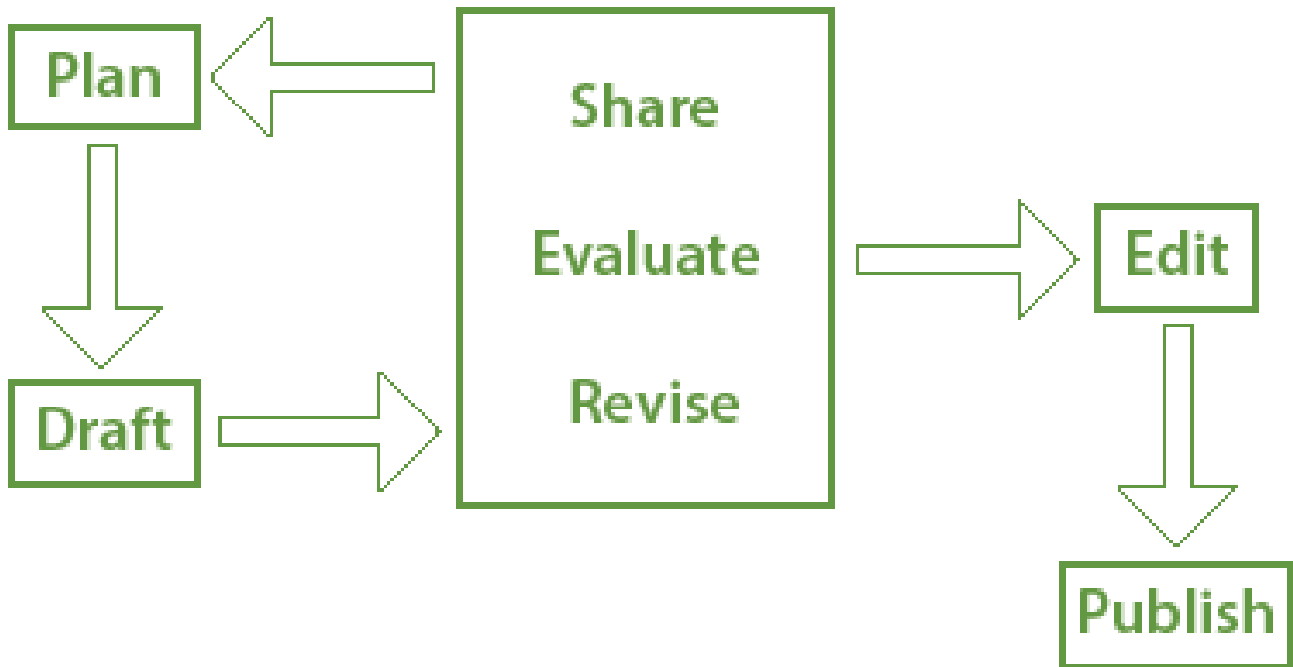 Plan
Draft
Share
Evaluate
Revise
Edit
Publish